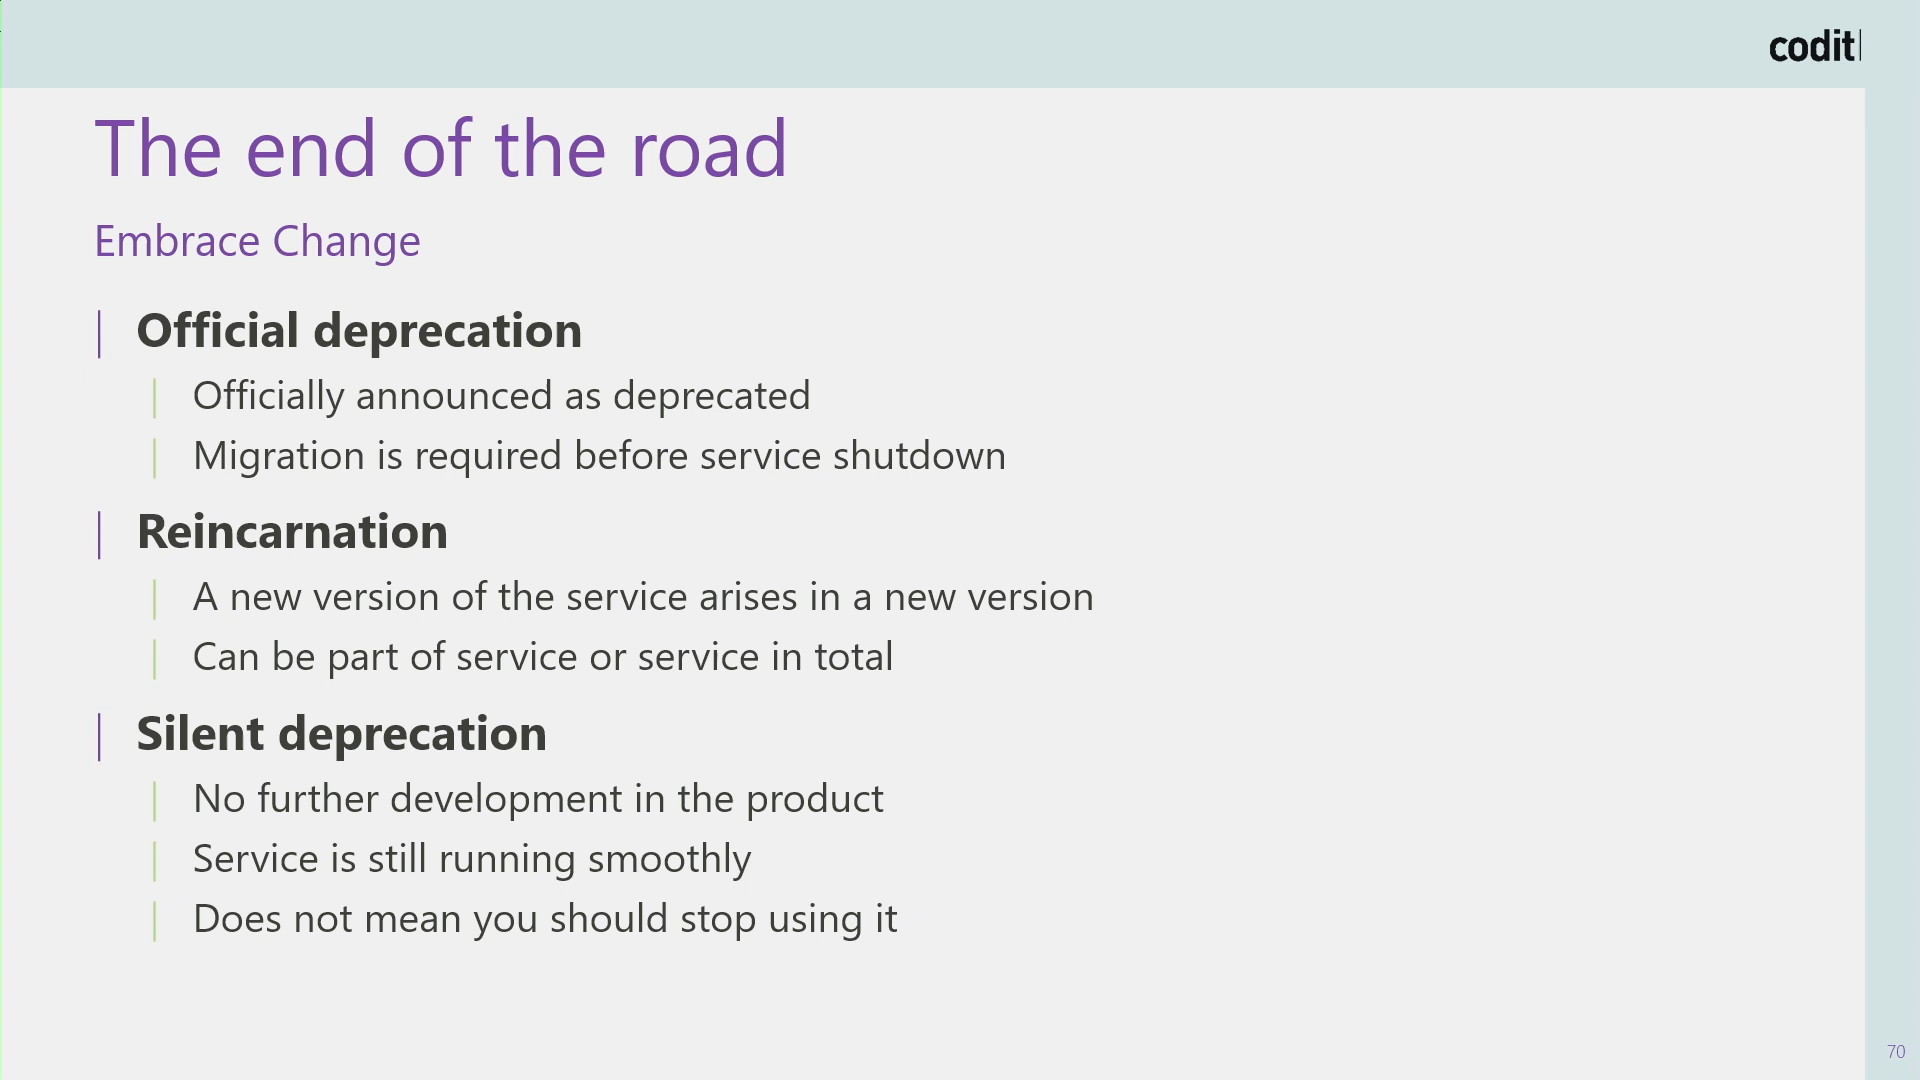 codit
The end of the road
Embrace Change
Official deprecation
Officially announced as deprecated
Migration is required before service shutdown
Reincarnation
A new version of the service arises in a new version
Can be part of service or service in total
Silent deprecation
No further development in the product
Service is still running smoothly
Does not mean you should stop using it
70